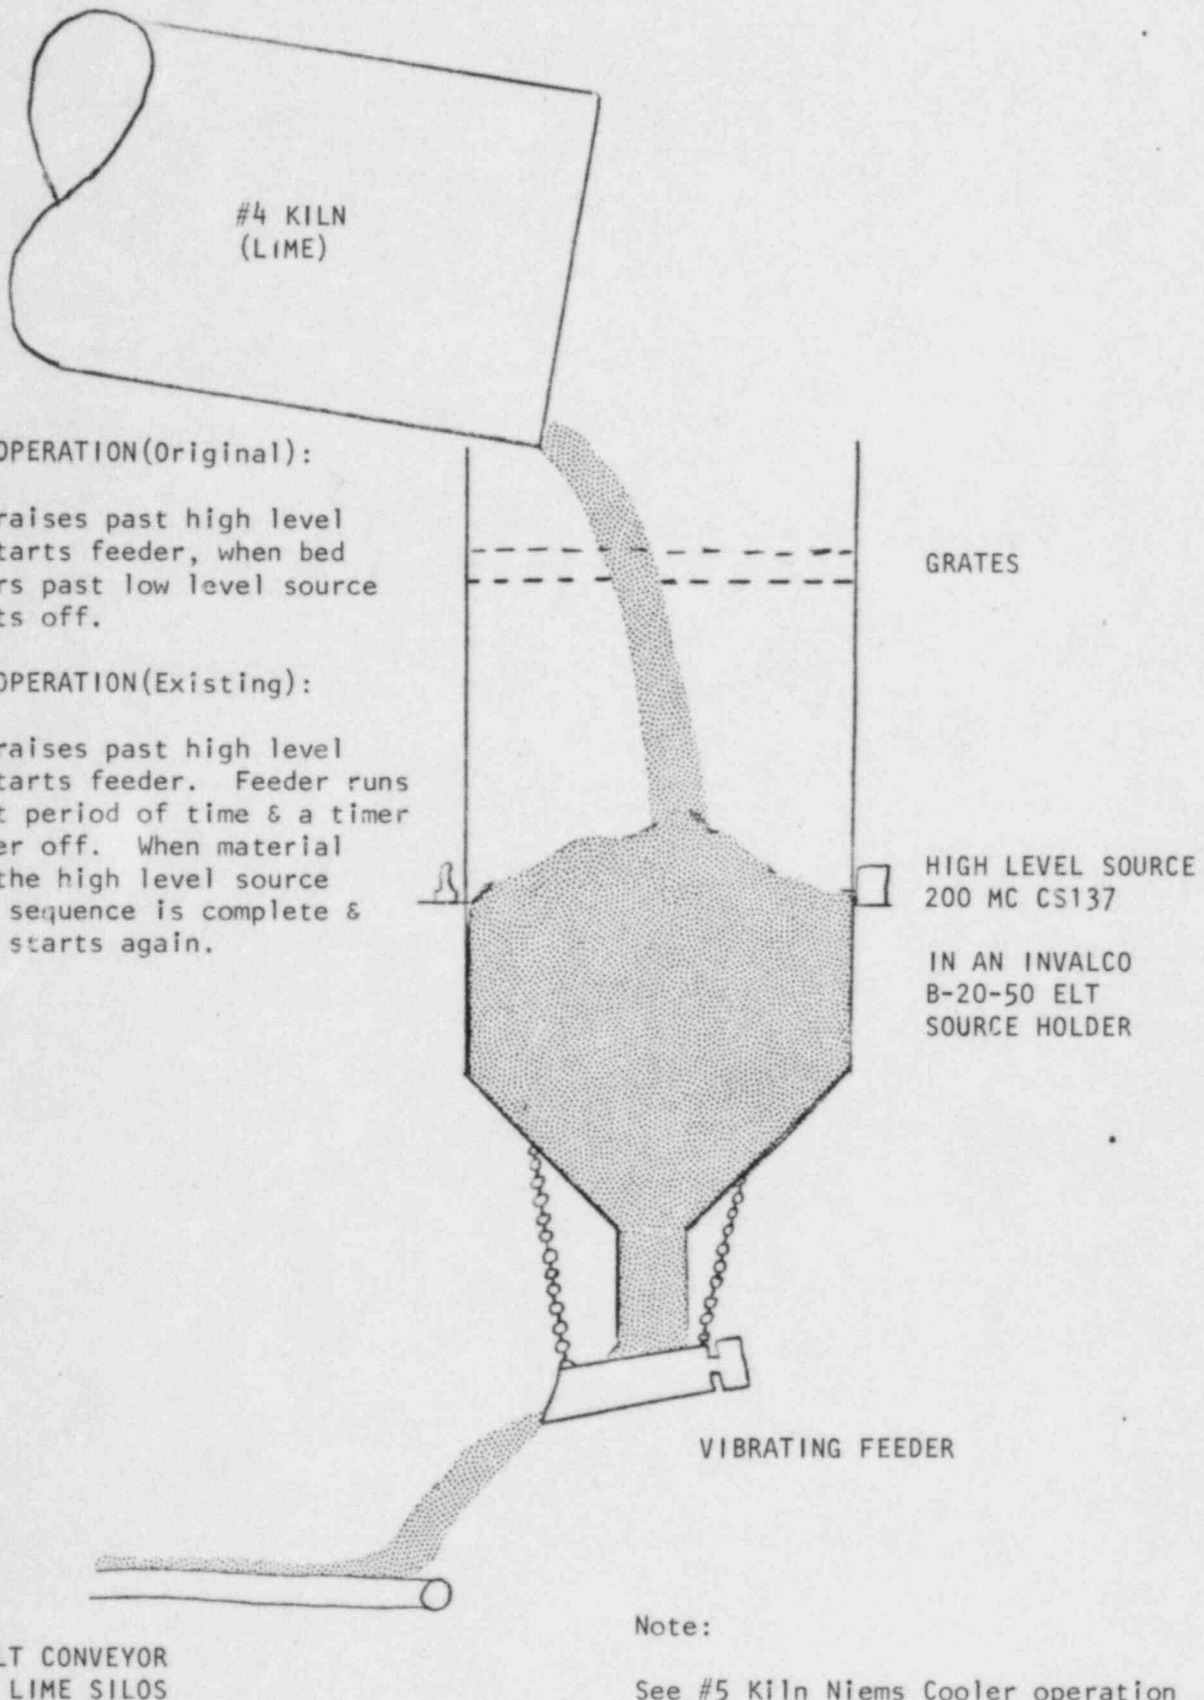 #4 KILN
(LIME)
OPERATION(Original):
raises past high level
tarts feeder, when bed
rs past low level source
ts off.
OPERATION(Existing):
raises past high level
tarts feeder. Feeder runs
t period of time & a timer
er off. When material
the high level source
sequence is complete &
starts again.
GRATES
HIGH LEVEL SOURCE
200 MC CS137
IN AN INVALCO
B-20-50 ELT
SOURCE HOLDER
VIBRATING FEEDER
LT CONVEYOR
LIME SILOS
Note:
See #5 Kiln Niems Cooler operation